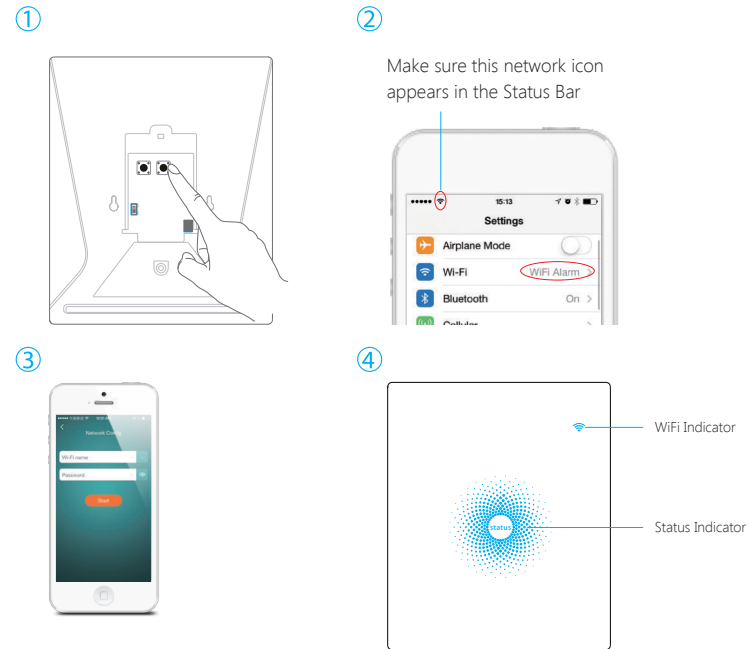 ①
②
Make sure this network icon
appears in the Status Bar
15:13
Settings
Airplane Mode
Wi-Fi WiFi Alarm >
Bluetooth On >
Cellular >
③
④
Network Config
Wi-Fi name
Password
Start
WiFi Indicator
status
Status Indicator